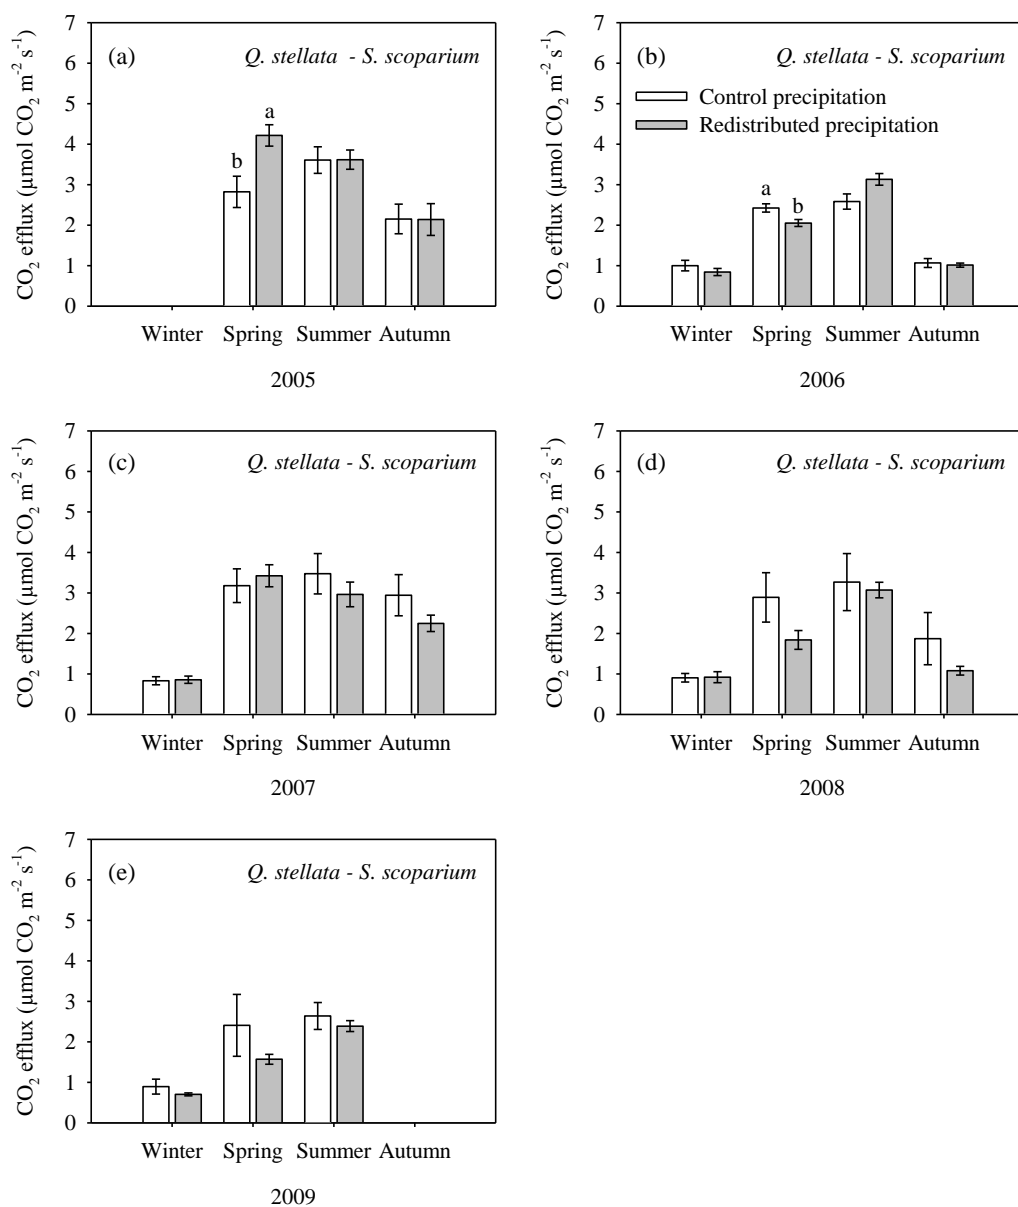 (a) Q. stellata - S. scoparium
CO₂ efflux (µmol CO₂ m⁻² s⁻¹)
7
6
5
4
3
2
1
0
b
a
Winter Spring Summer Autumn
2005
(b) Q. stellata - S. scoparium
Control precipitation
Redistributed precipitation
CO₂ efflux (µmol CO₂ m⁻² s⁻¹)
7
6
5
4
3
2
1
0
a
b
Winter Spring Summer Autumn
2006
(c) Q. stellata - S. scoparium
CO₂ efflux (µmol CO₂ m⁻² s⁻¹)
7
6
5
4
3
2
1
0
Winter Spring Summer Autumn
2007
(d) Q. stellata - S. scoparium
CO₂ efflux (µmol CO₂ m⁻² s⁻¹)
7
6
5
4
3
2
1
0
Winter Spring Summer Autumn
2008
(e) Q. stellata - S. scoparium
CO₂ efflux (µmol CO₂ m⁻² s⁻¹)
7
6
5
4
3
2
1
0
Winter Spring Summer Autumn
2009